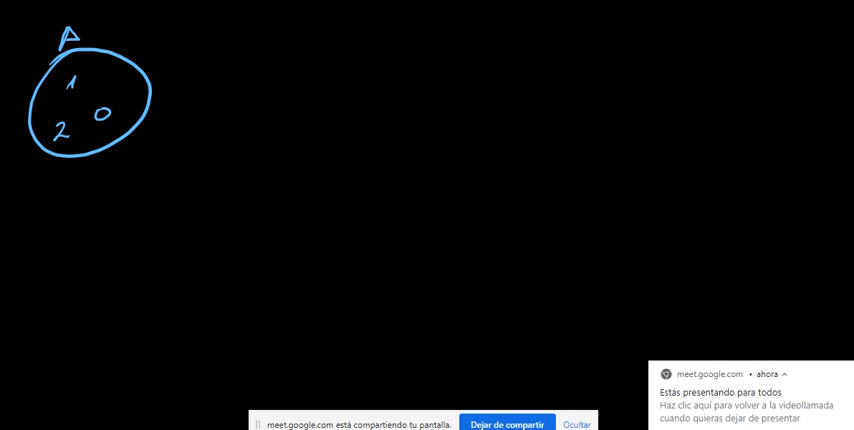 A
1
0
2
meet.google.com • ahora
Estás presentando para todos
Haz clic aquí para volver a la videollamada
cuando quieras dejar de presentar
meet.google.com está compartiendo tu pantalla. Dejar de compartir Ocultar